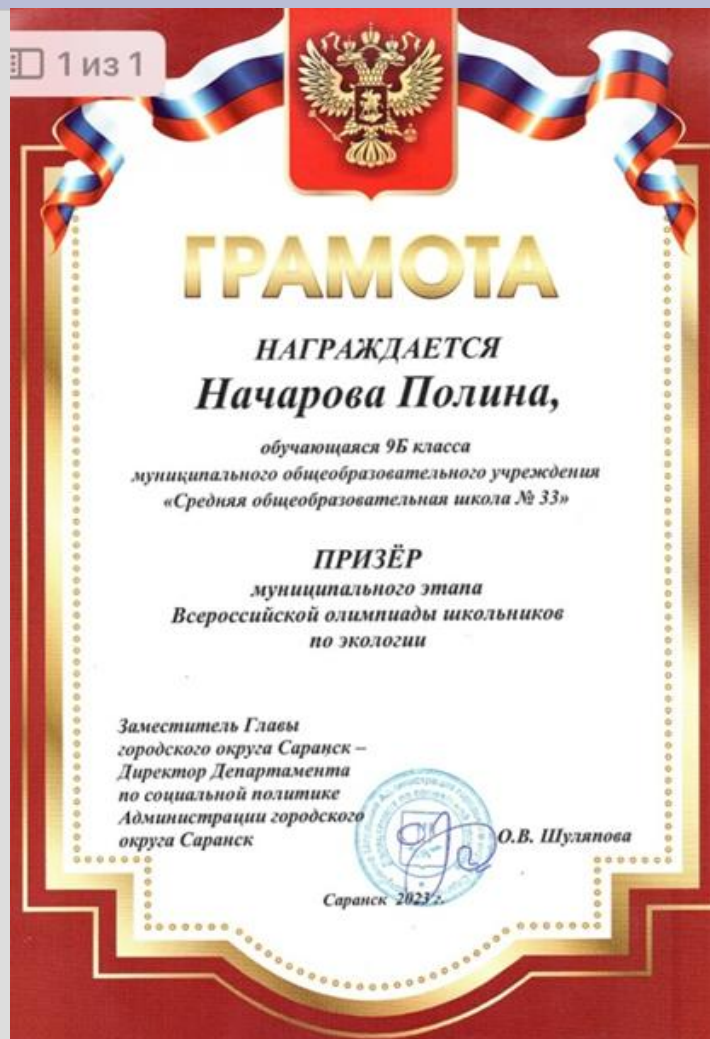 1 из 1
ГРАМОТА
НАГРАЖДАЕТСЯ
Начарова Полина,
обучающаяся 9Б класса
муниципального общеобразовательного учреждения
«Средняя общеобразовательная школа № 33»
ПРИЗЁР
муниципального этапа
Всероссийской олимпиады школьников
по экологии
Заместитель Главы
городского округа Саранск –
Директор Департамента
по социальной политике
Администрации городского
округа Саранск
О.В. Шуляпова
Саранск 2023 г.